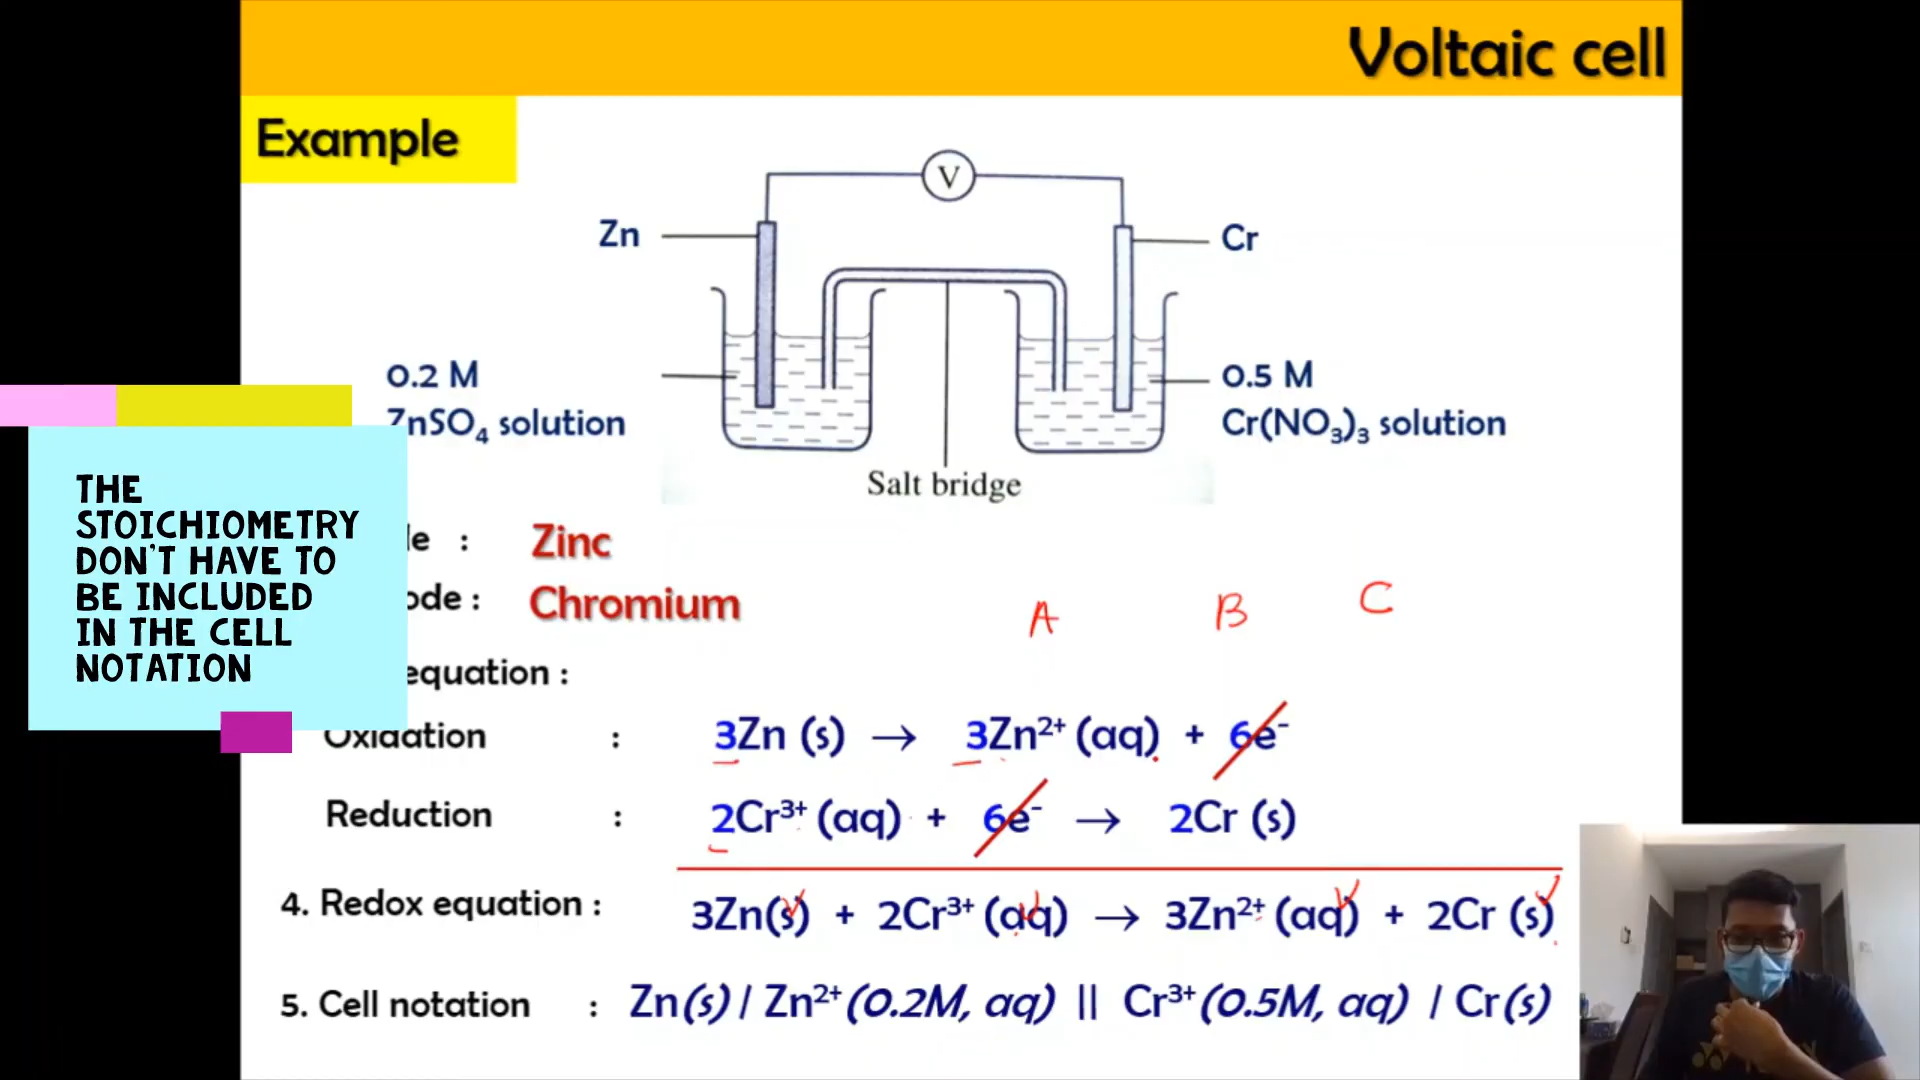 Voltaic cell
Example
V
Zn
Cr
0.2 M
ZnSO₄ solution
0.5 M
Cr(NO₃)₃ solution
Salt bridge
THE
STOICHIOMETRY
DON'T HAVE TO
BE INCLUDED
IN THE CELL
NOTATION
: Zinc
: Chromium
A B C
equation :
Oxidation : 3Zn (s) → 3Zn²⁺ (aq) + 6e⁻
Reduction : 2Cr³⁺ (aq) + 6e⁻ → 2Cr (s)
4. Redox equation : 3Zn(s) + 2Cr³⁺ (aq) → 3Zn²⁺ (aq) + 2Cr (s)
5. Cell notation : Zn(s) / Zn²⁺(0.2M, aq) || Cr³⁺(0.5M, aq) / Cr(s)